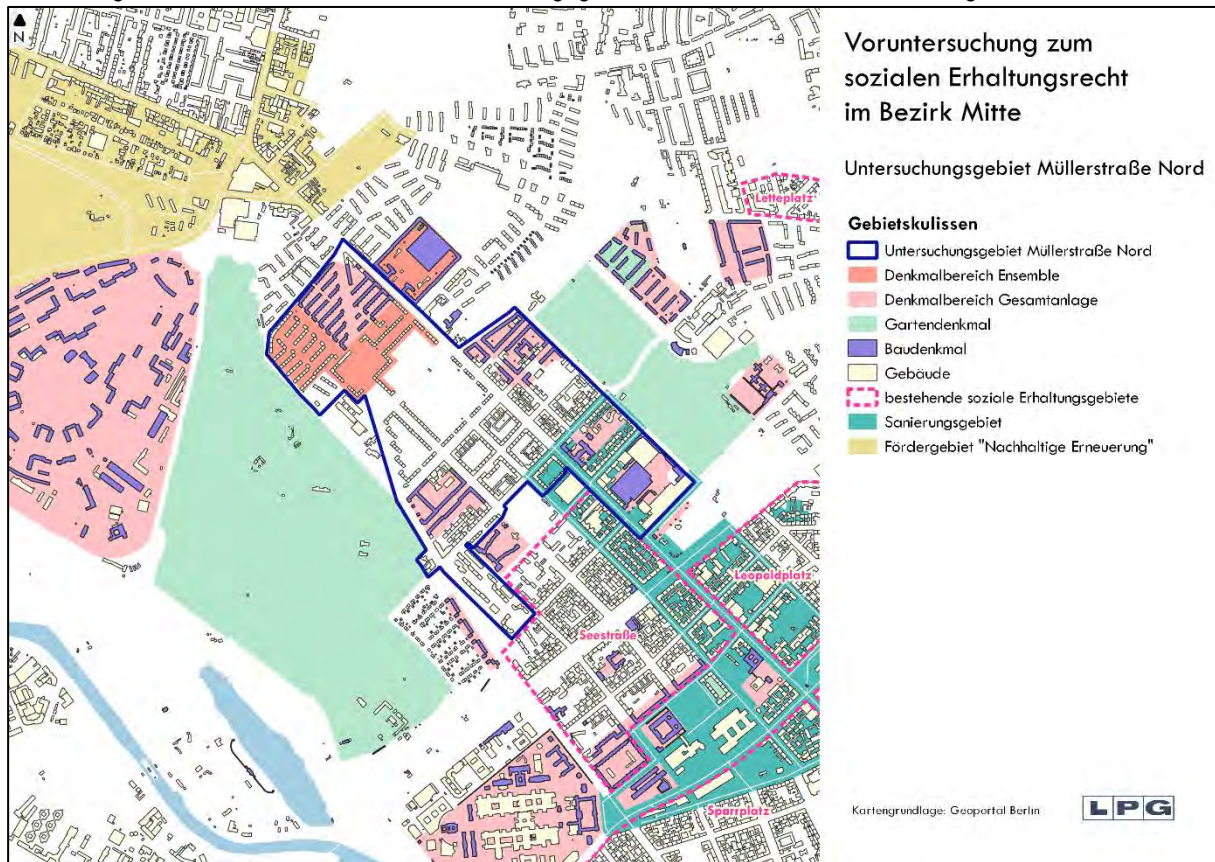 N
Voruntersuchung zum
sozialen Erhaltungsrecht
im Bezirk Mitte
Untersuchungsgebiet Müllerstraße Nord
Gebietskulissen
Untersuchungsgebiet Müllerstraße Nord
Denkmalbereich Ensemble
Denkmalbereich Gesamtanlage
Gartendenkmal
Baudenkmal
Gebäude
bestehende soziale Erhaltungsgebiete
Sanierungsgebiet
Fördergebiet "Nachhaltige Erneuerung"
Letteplatz
Leopoldplatz
Seestraße
Sparrplatz
Kartengrundlage: Geoportal Berlin
LPG